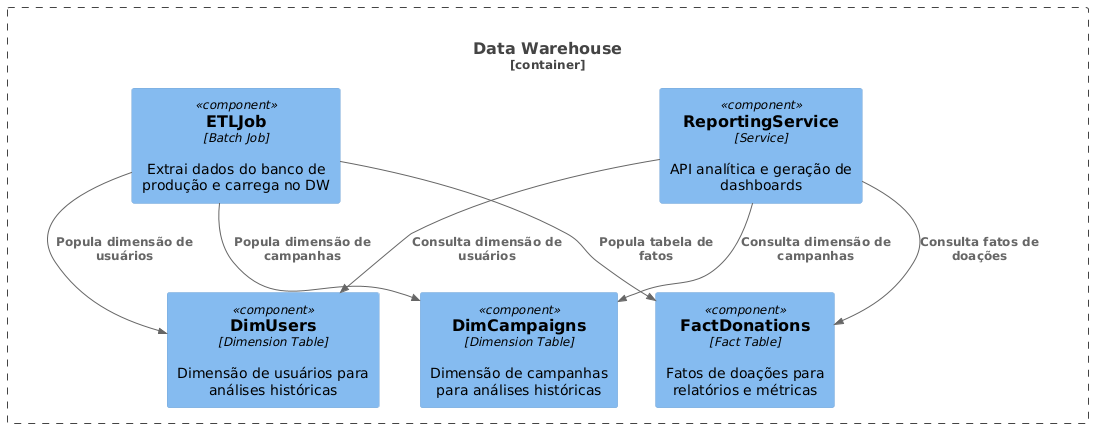 Data Warehouse
[container]
«component»
ETLJob
[Batch Job]
Extrai dados do banco de
produção e carrega no DW
«component»
ReportingService
[Service]
API analítica e geração de
dashboards
Popula dimensão de
usuários
Popula dimensão de
campanhas
Consulta dimensão de
usuários
Popula tabela de
fatos
Consulta dimensão de
campanhas
Consulta fatos de
doações
«component»
DimUsers
[Dimension Table]
Dimensão de usuários para
análises históricas
«component»
DimCampaigns
[Dimension Table]
Dimensão de campanhas
para análises históricas
«component»
FactDonations
[Fact Table]
Fatos de doações para
relatórios e métricas